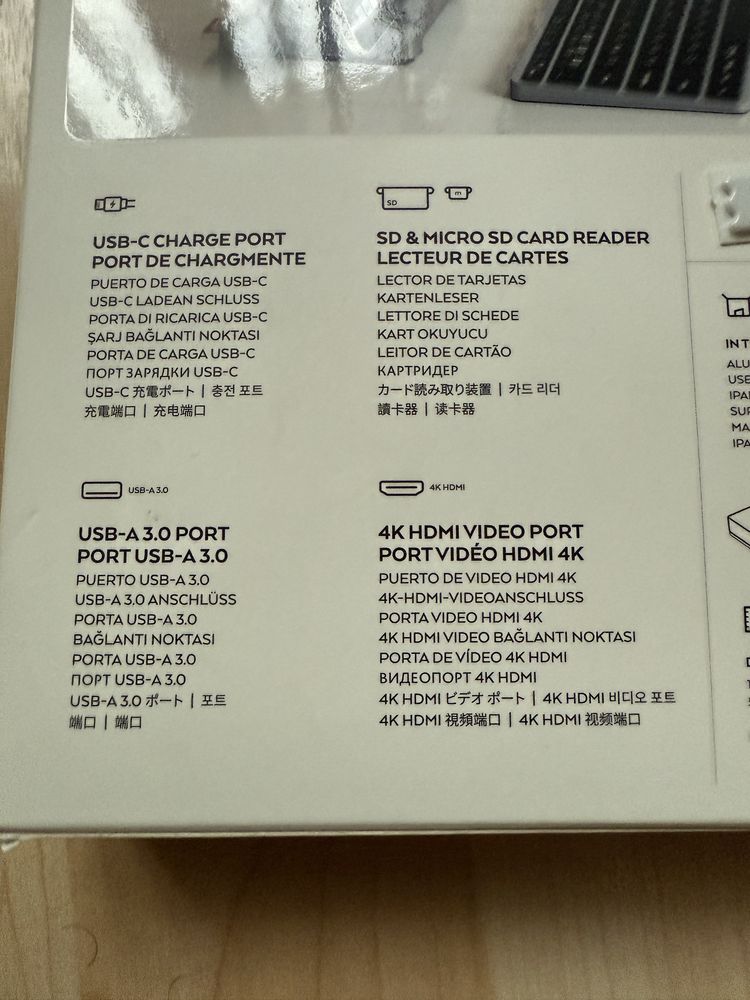 USB-C CHARGE PORT
PORT DE CHARGMENTE
PUERTO DE CARGA USB-C
USB-C LADEAN SCHLUSS
PORTA DI RICARICA USB-C
ŞARJ BAĞLANTI NOKTASI
PORTA DE CARGA USB-C
ПОРТ ЗАРЯДКИ USB-C
USB-C 充電ポート | 충전 포트
充電端口 | 充电端口
SD
SD & MICRO SD CARD READER
LECTEUR DE CARTES
LECTOR DE TARJETAS
KARTENLESER
LETTORE DI SCHEDE
KART OKUYUCU
LEITOR DE CARTÃO
КАРТРИДЕР
カード読み取り装置 | 카드 리더
讀卡器 | 读卡器
USB-A 3.0
USB-A 3.0 PORT
PORT USB-A 3.0
PUERTO USB-A 3.0
USB-A 3.0 ANSCHLÜSS
PORTA USB-A 3.0
BAĞLANTI NOKTASI
PORTA USB-A 3.0
ПОРТ USB-A 3.0
USB-A 3.0 ポート | 포트
端口 | 端口
4K HDMI
4K HDMI VIDEO PORT
PORT VIDÉO HDMI 4K
PUERTO DE VIDEO HDMI 4K
4K-HDMI-VIDEOANSCHLUSS
PORTA VIDEO HDMI 4K
4K HDMI VIDEO BAĞLANTI NOKTASI
PORTA DE VÍDEO 4K HDMI
ВИДЕОПОРТ 4K HDMI
4K HDMI ビデオ ポート | 4K HDMI 비디오 포트
4K HDMI 視頻端口 | 4K HDMI 视频端口
IN T
ALU
USE
IPA
SUP
MA
IPA